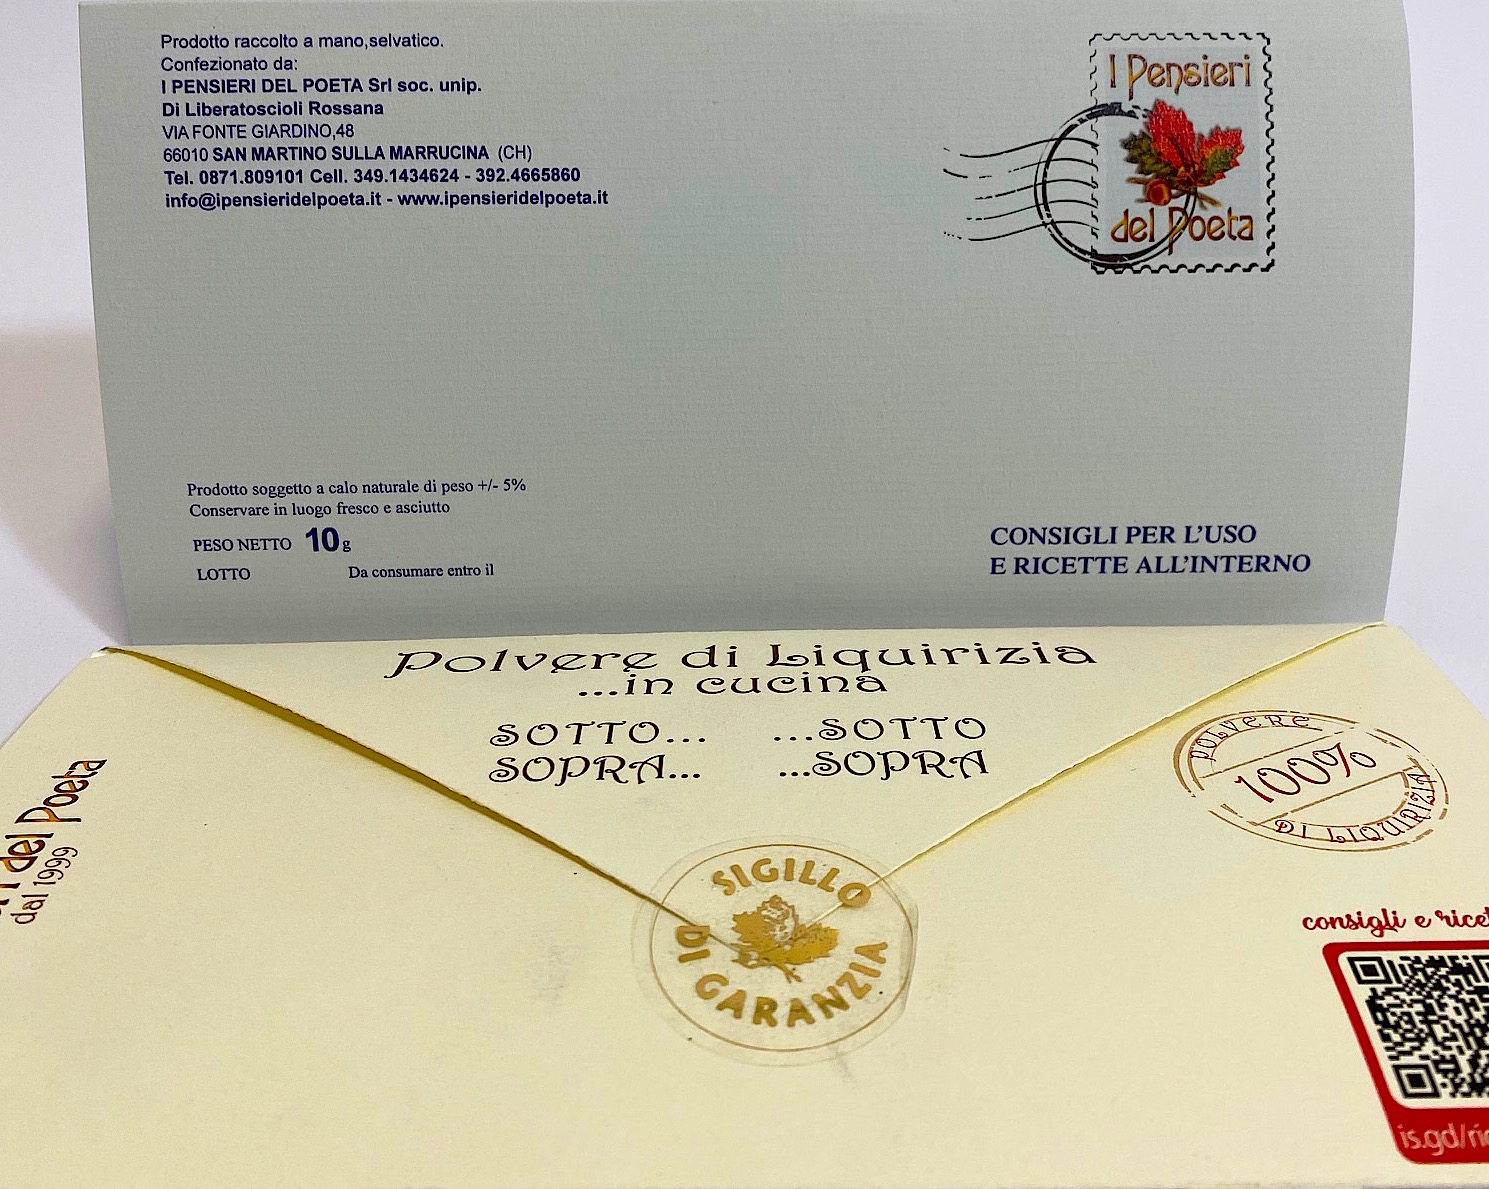 Prodotto raccolto a mano,selvatico.
Confezionato da:
I PENSIERI DEL POETA Srl soc. unip.
Di Liberatoscioli Rossana
VIA FONTE GIARDINO,48
66010 SAN MARTINO SULLA MARRUCINA (CH)
Tel. 0871.809101 Cell. 349.1434624 - 392.4665860
info@ipensieridelpoeta.it - www.ipensieridelpoeta.it
I Pensieri
del Poeta
Prodotto soggetto a calo naturale di peso +/- 5%
Conservare in luogo fresco e asciutto
PESO NETTO 10 g
LOTTO Da consumare entro il
CONSIGLI PER L'USO
E RICETTE ALL'INTERNO
Polvere di Liquirizia
...in cucina
SOTTO... ...SOTTO
SOPRA... ...SOPRA
POLVERE
100%
DI LIQUIRIZIA
del Poeta
dal 1999
SIGILLO
DI GARANZIA
consigli e
is.gd/